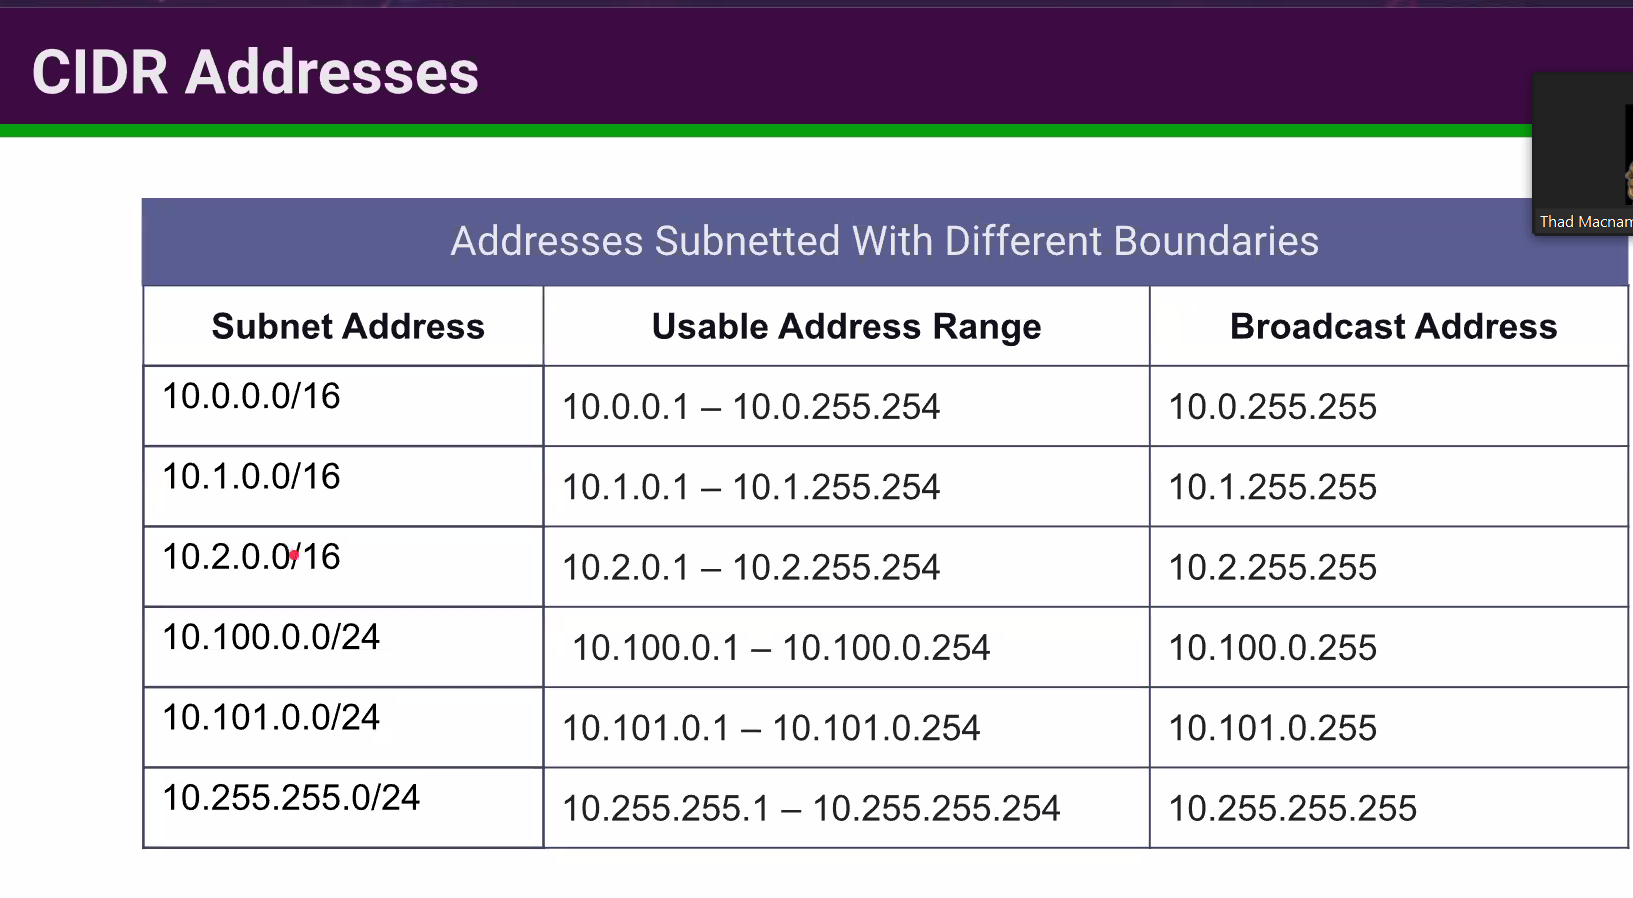 CIDR Addresses
Thad Macnam
Addresses Subnetted With Different Boundaries
Subnet Address Usable Address Range Broadcast Address
10.0.0.0/16 10.0.0.1 – 10.0.255.254 10.0.255.255
10.1.0.0/16 10.1.0.1 – 10.1.255.254 10.1.255.255
10.2.0.0/16 10.2.0.1 – 10.2.255.254 10.2.255.255
10.100.0.0/24 10.100.0.1 – 10.100.0.254 10.100.0.255
10.101.0.0/24 10.101.0.1 – 10.101.0.254 10.101.0.255
10.255.255.0/24 10.255.255.1 – 10.255.255.254 10.255.255.255